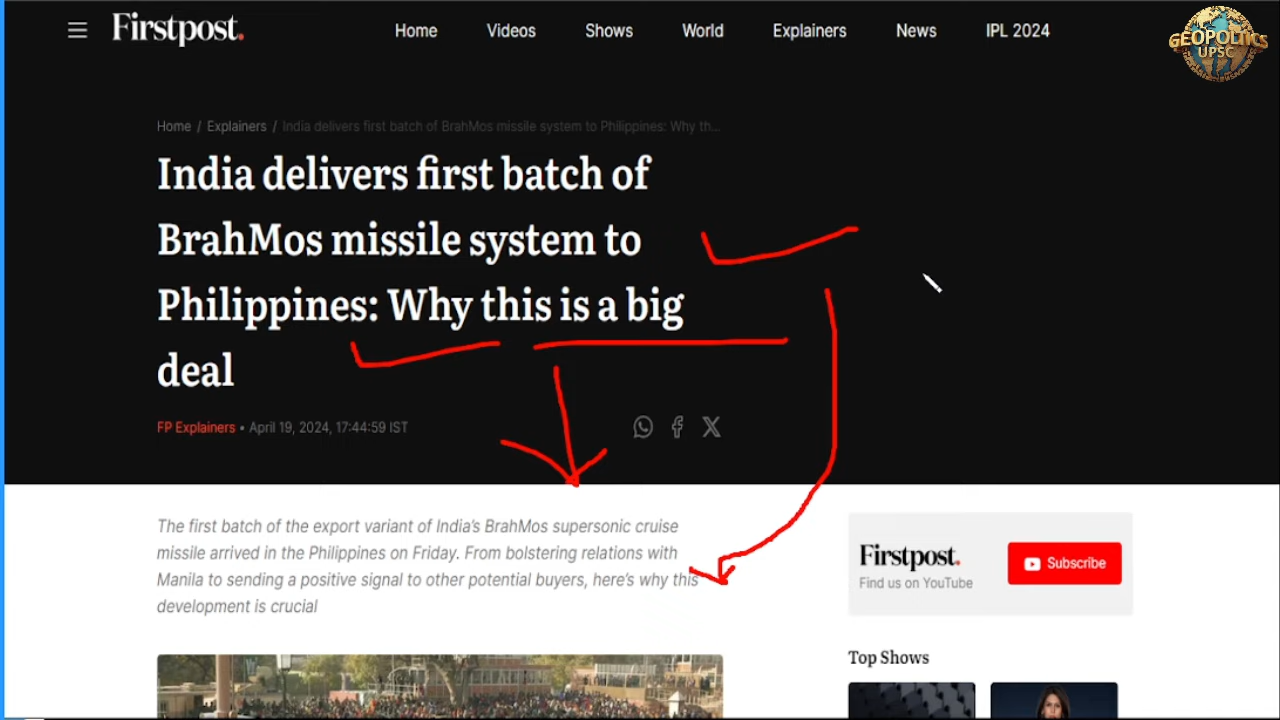 Firstpost.
Home Videos Shows World Explainers News IPL 2024
GEOPOLITICS
UPSC
Home / Explainers / India delivers first batch of BrahMos missile system to Philippines: Why th...
India delivers first batch of
BrahMos missile system to
Philippines: Why this is a big
deal
FP Explainers • April 19, 2024, 17:44:59 IST
The first batch of the export variant of India's BrahMos supersonic cruise
missile arrived in the Philippines on Friday. From bolstering relations with
Manila to sending a positive signal to other potential buyers, here's why this
development is crucial
Firstpost.
Find us on YouTube
Subscribe
Top Shows